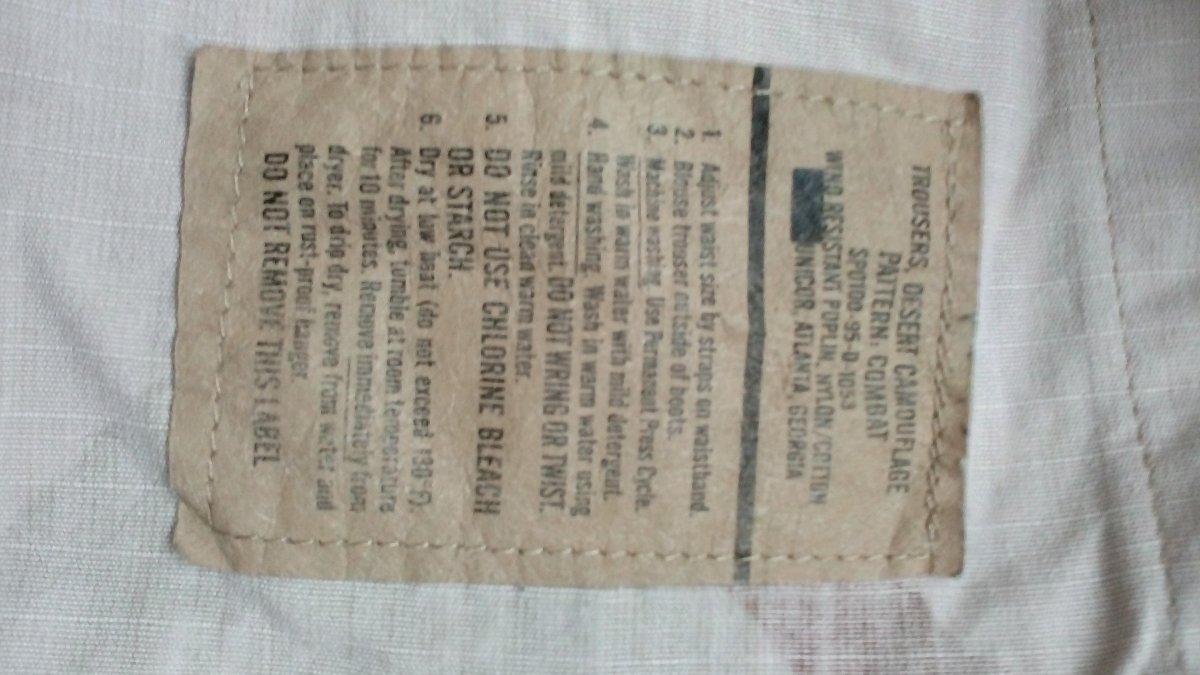 TROUSERS, DESERT CAMOUFLAGE
PATTERN: COMBAT
SPO100-95-D-1053
WIND RESISTANT POPLIN, NYLON/COTTON
UNICOR, ATLANTA, GEORGIA
1. Adjust waist size by straps on waistband.
2. Blouse trouser outside of boots.
3. Machine washing. Use Permanent Press Cycle.
Wash in warm water with mild detergent.
4. Hand washing. Wash in warm water using
mild detergent. DO NOT WRING OR TWIST.
Rinse in clean warm water.
5. DO NOT USE CHLORINE BLEACH
OR STARCH.
6. Dry at low heat (do not exceed 130°F).
After drying, tumble at room temperature
for 10 minutes. Remove immediately from
dryer. To drip dry, remove from water and
place on rust-proof hanger.
DO NOT REMOVE THIS LABEL